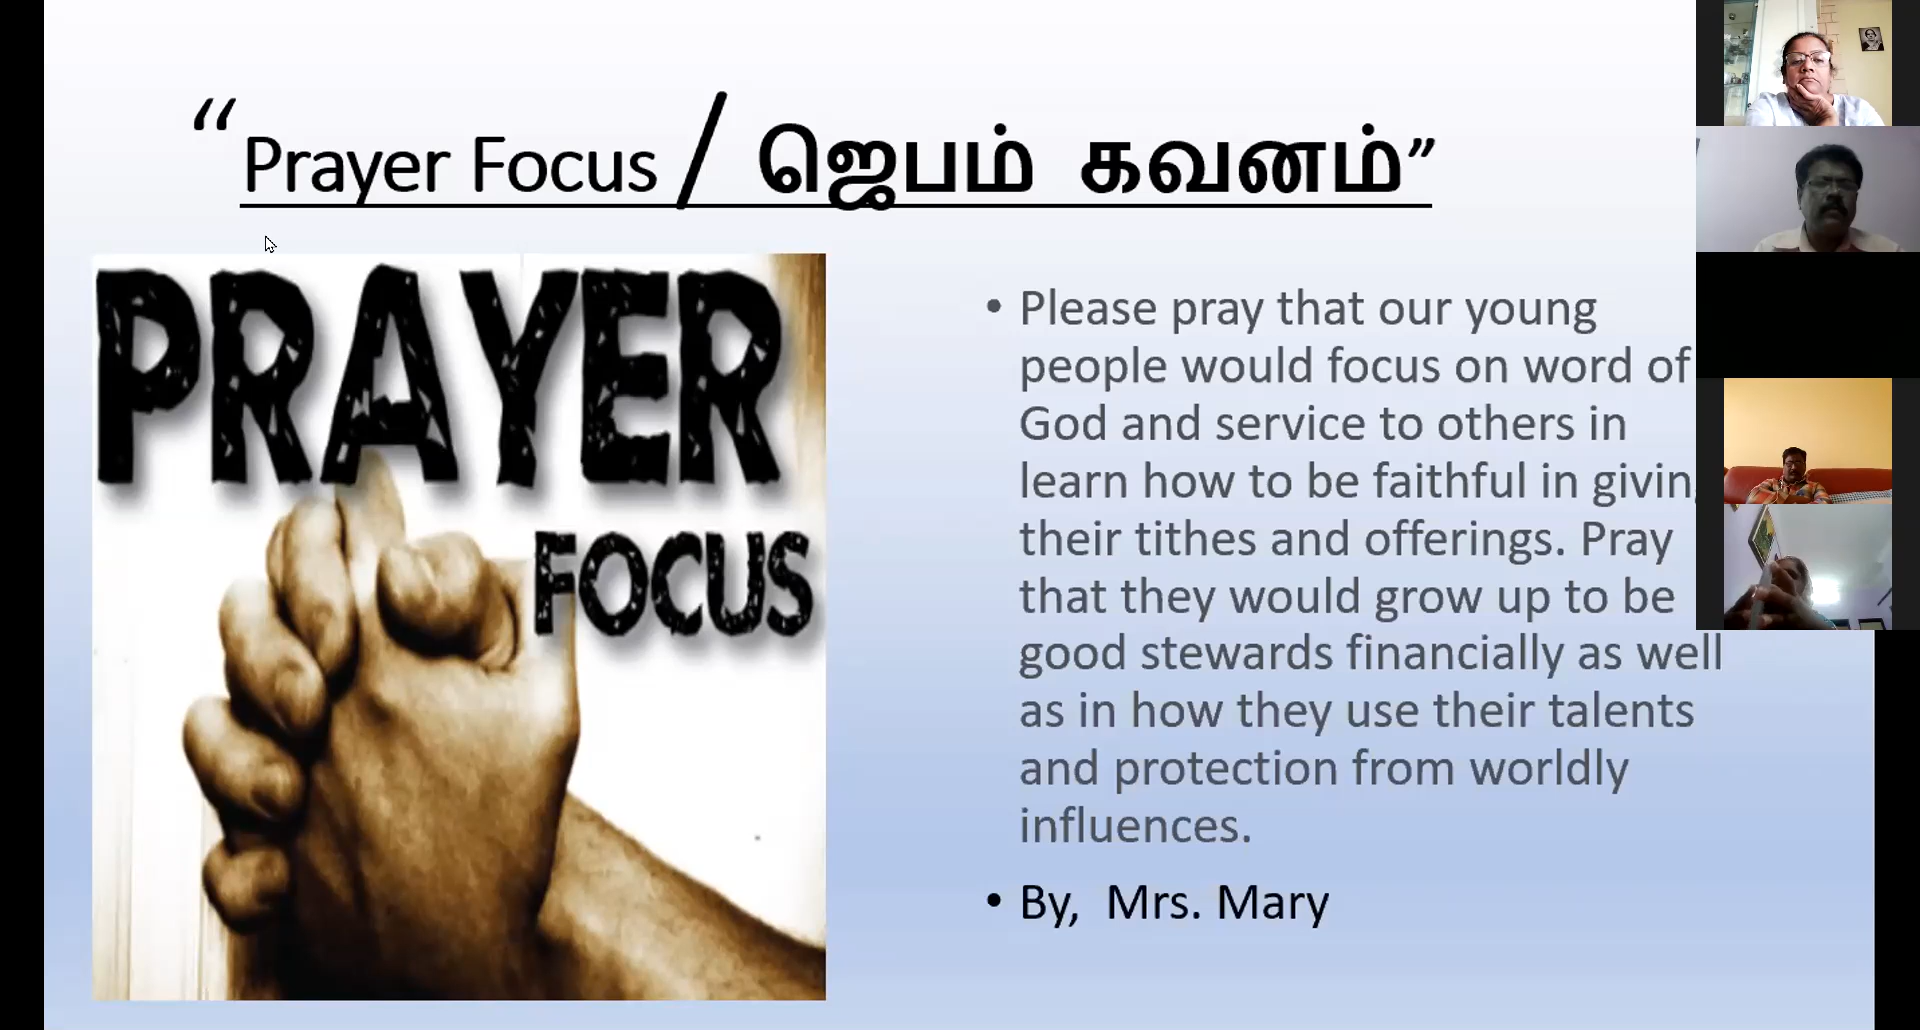 “Prayer Focus / ஜெபம் கவனம்”
PRAYER
FOCUS
• Please pray that our young
people would focus on word of
God and service to others in
learn how to be faithful in givin
their tithes and offerings. Pray
that they would grow up to be
good stewards financially as well
as in how they use their talents
and protection from worldly
influences.
• By, Mrs. Mary